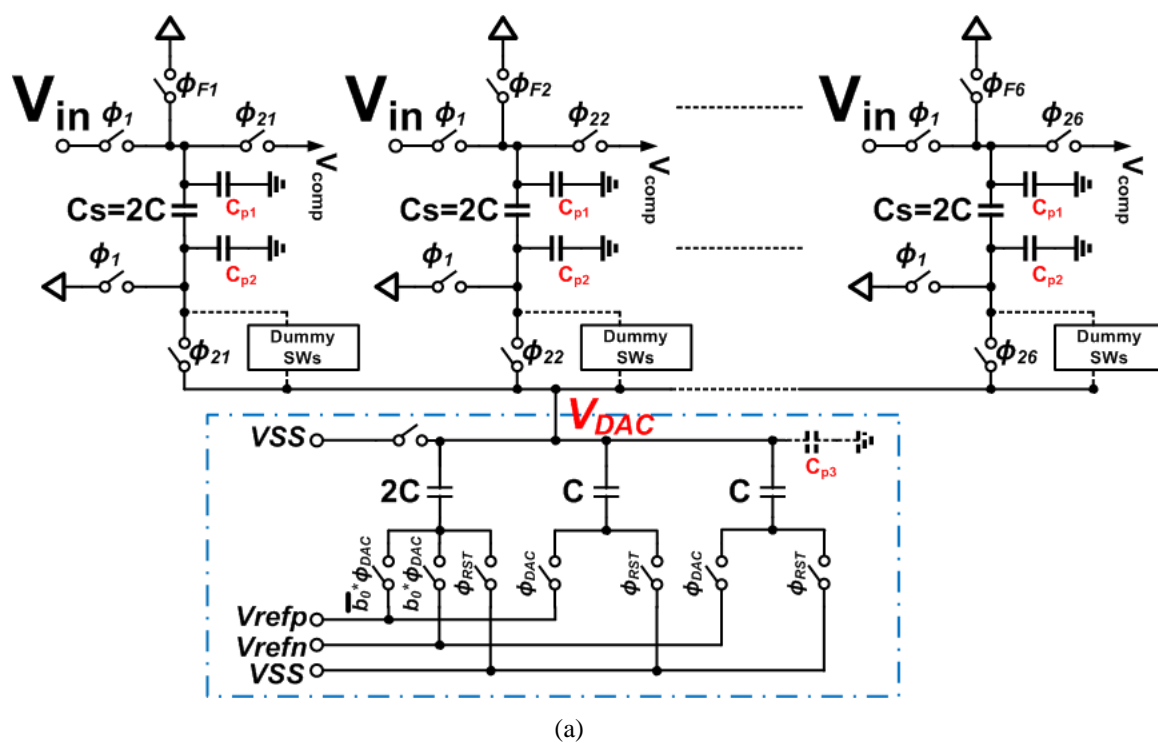 ϕF1
ϕF2
ϕF6
Vin
ϕ1
ϕ21
Vcomp
Vin
ϕ1
ϕ22
Vcomp
Vin
ϕ1
ϕ26
Vcomp
Cs=2C
Cp1
Cs=2C
Cp1
Cs=2C
Cp1
ϕ1
Cp2
ϕ1
Cp2
ϕ1
Cp2
ϕ21
Dummy
SWs
ϕ22
Dummy
SWs
ϕ26
Dummy
SWs
VDAC
VSS
Cp3
2C
C
C
b̅0*ϕDAC
b0*ϕDAC
ϕRST
ϕDAC
ϕRST
ϕDAC
ϕRST
Vrefp
Vrefn
VSS
(a)